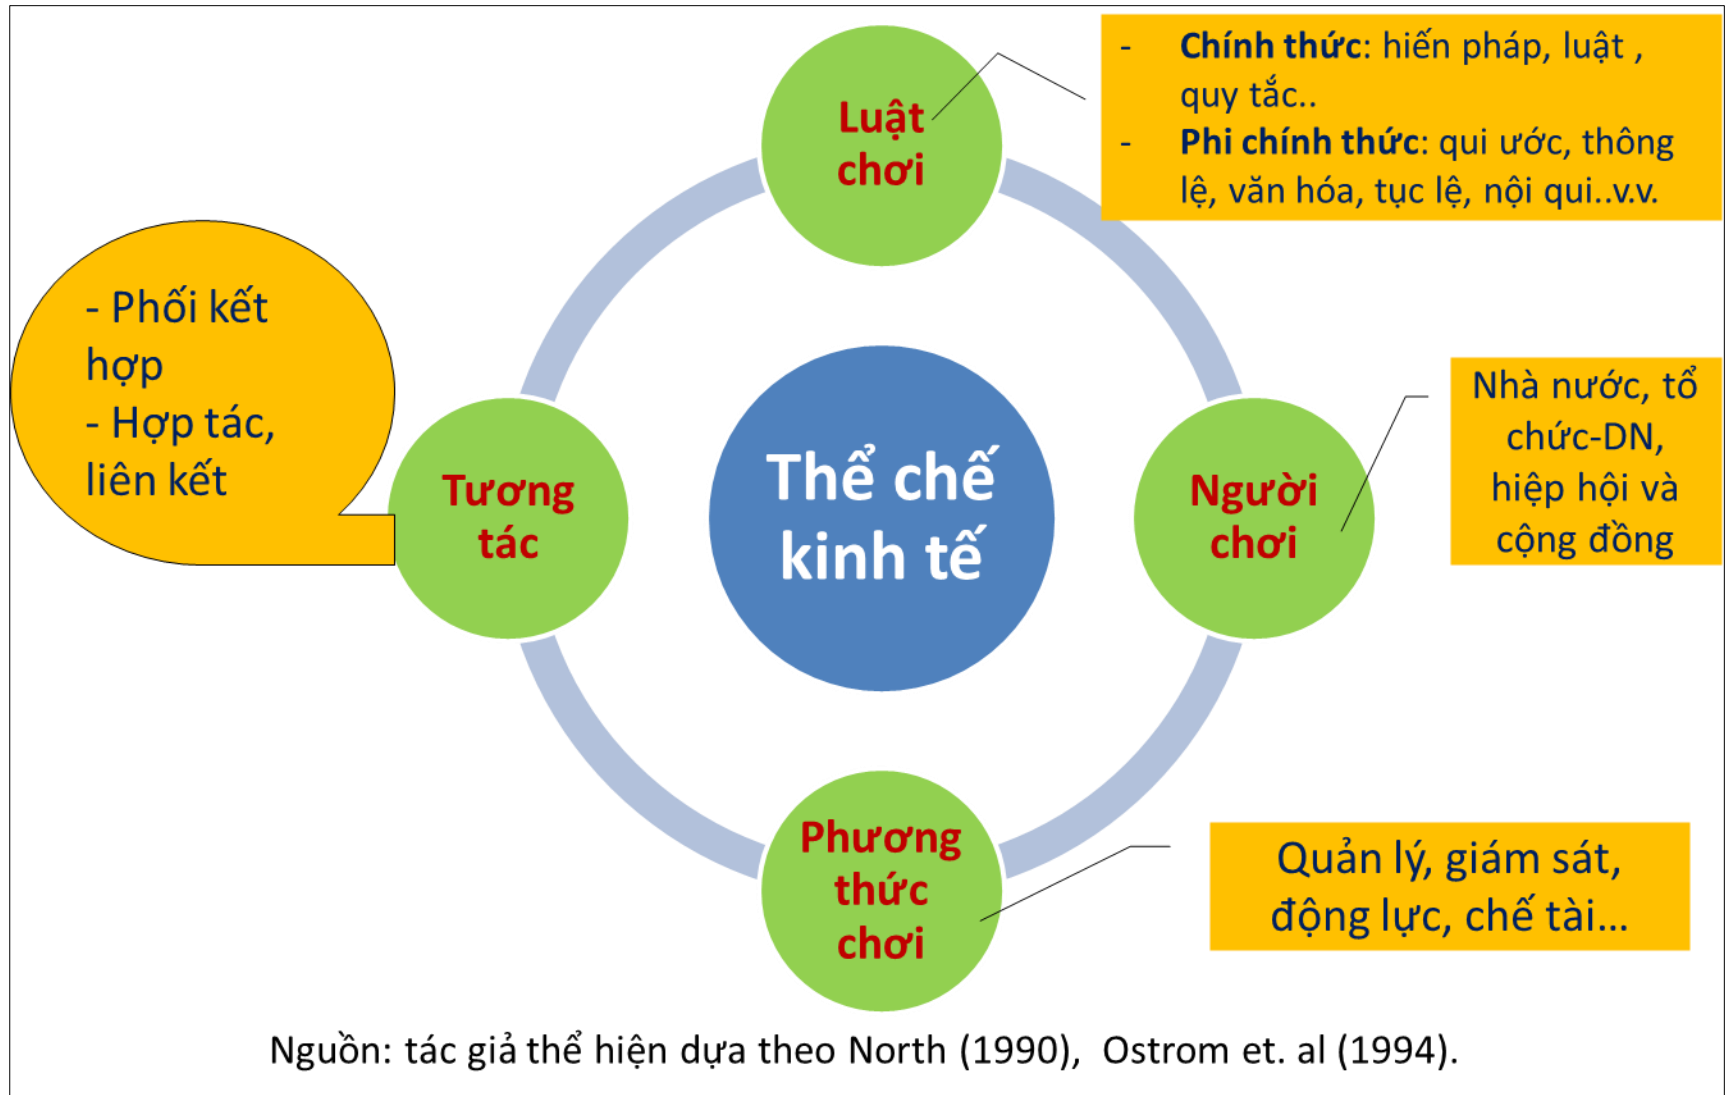 Luật
chơi
- Chính thức: hiến pháp, luật ,
quy tắc..
- Phi chính thức: qui ước, thông
lệ, văn hóa, tục lệ, nội qui..v.v.
- Phối kết
hợp
- Hợp tác,
liên kết
Tương
tác
Thể chế
kinh tế
Người
chơi
Nhà nước, tổ
chức-DN,
hiệp hội và
cộng đồng
Phương
thức
chơi
Quản lý, giám sát,
động lực, chế tài...
Nguồn: tác giả thể hiện dựa theo North (1990), Ostrom et. al (1994).